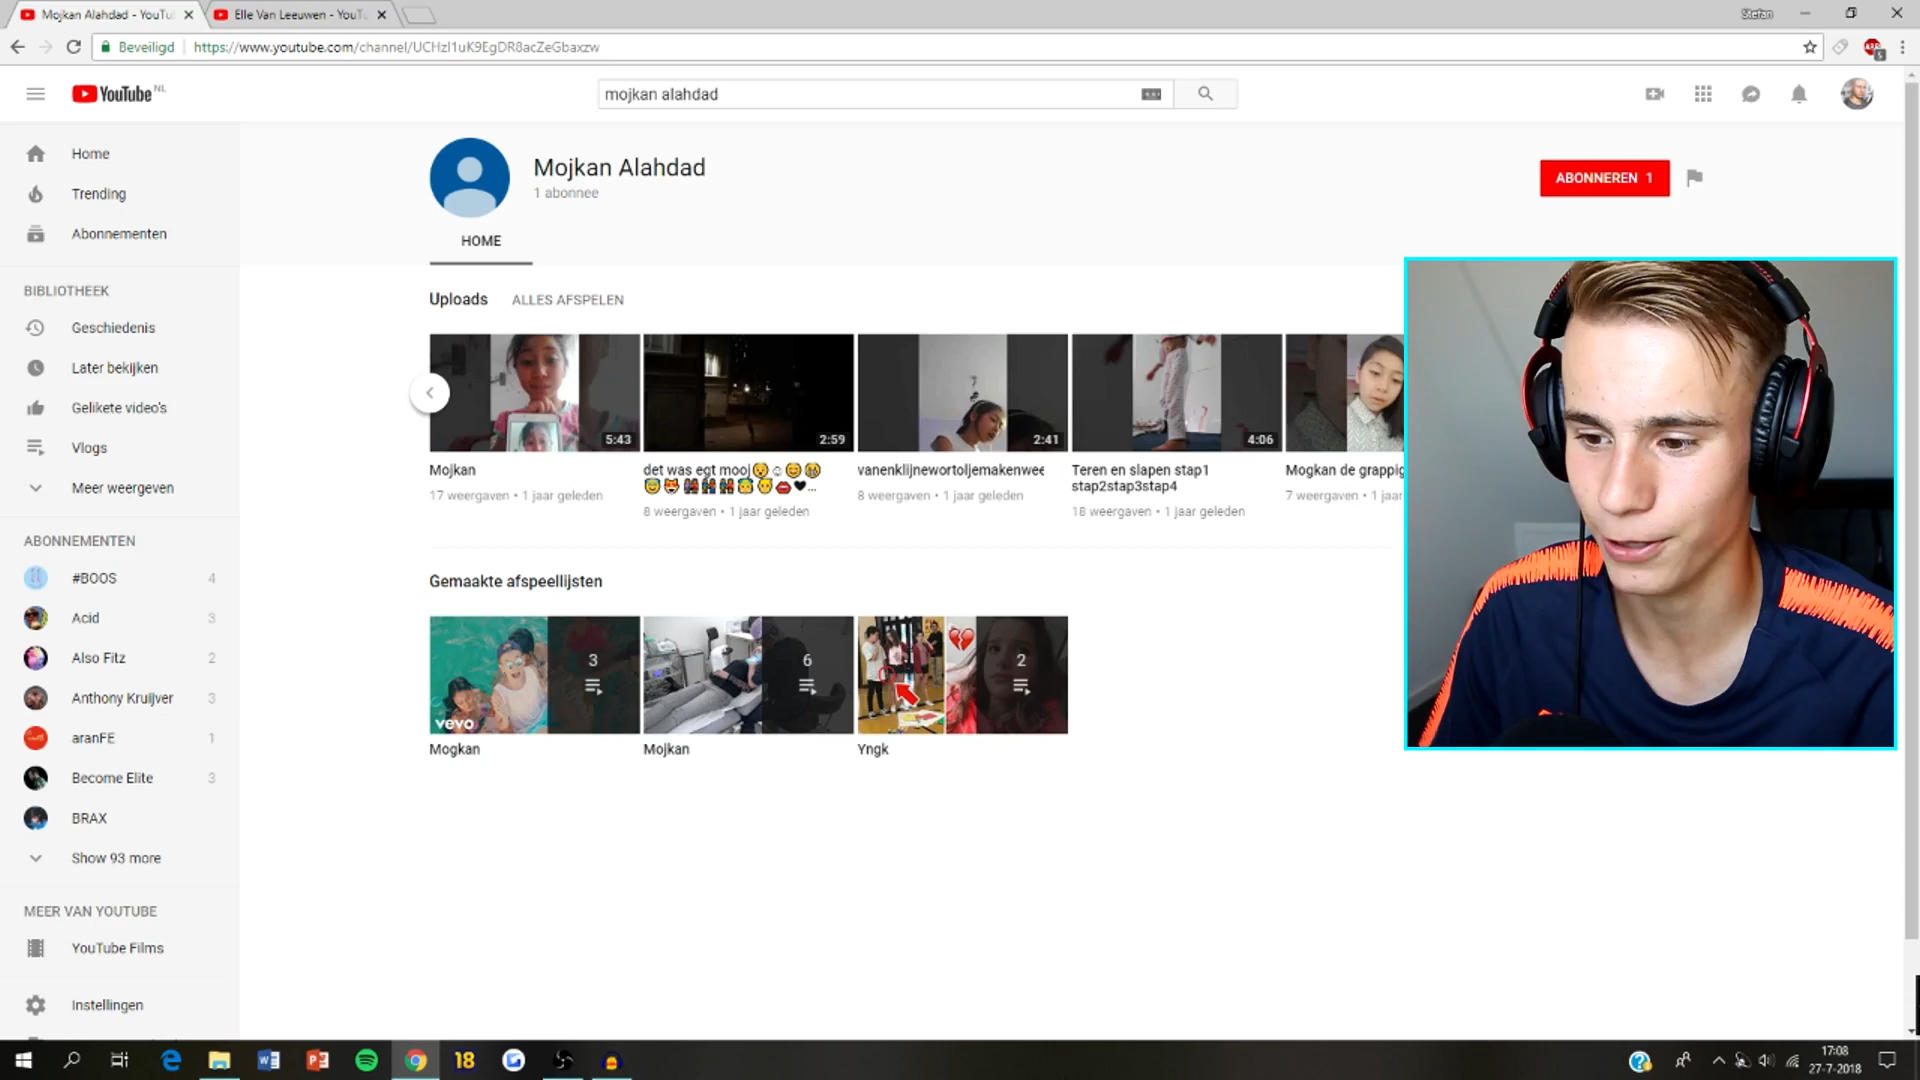 Mojkan Alahdad - YouTu
Elle Van Leeuwen - YouTu
Stefan
Beveiligd
https://www.youtube.com/channel/UCHzI1uK9EgDR8acZeGbaxzw
YouTube NL
mojkan alahdad
Home
Trending
Abonnementen
BIBLIOTHEEK
Geschiedenis
Later bekijken
Gelikete video's
Vlogs
Meer weergeven
ABONNEMENTEN
#BOOS 4
Acid 3
Also Fitz 2
Anthony Kruijver 3
aranFE 1
Become Elite 3
BRAX
Show 93 more
MEER VAN YOUTUBE
YouTube Films
Instellingen
Mojkan Alahdad
1 abonnee
ABONNEREN 1
HOME
Uploads ALLES AFSPELEN
5:43
Mojkan
17 weergaven • 1 jaar geleden
2:59
det was egt mooj😯☺😊😭
😇😻👫👫👫😇😶👄♥...
8 weergaven • 1 jaar geleden
2:41
vanenklijnewortoljemakenwee
8 weergaven • 1 jaar geleden
4:06
Teren en slapen stap1
stap2stap3stap4
18 weergaven • 1 jaar geleden
Mogkan de grappig
7 weergaven • 1 jaar
Gemaakte afspeellijsten
vevo
3
Mogkan
6
Mojkan
2
Yngk
18
17:08
27-7-2018